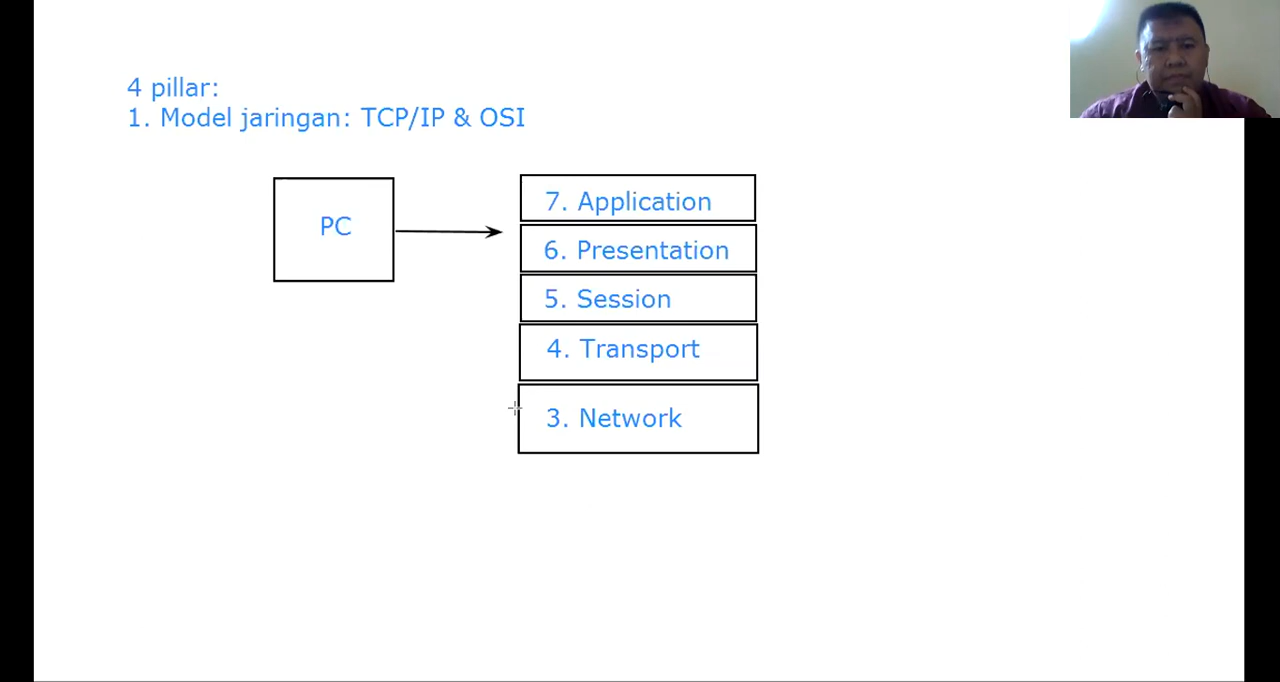 4 pillar:
1. Model jaringan: TCP/IP & OSI
PC
7. Application
6. Presentation
5. Session
4. Transport
3. Network